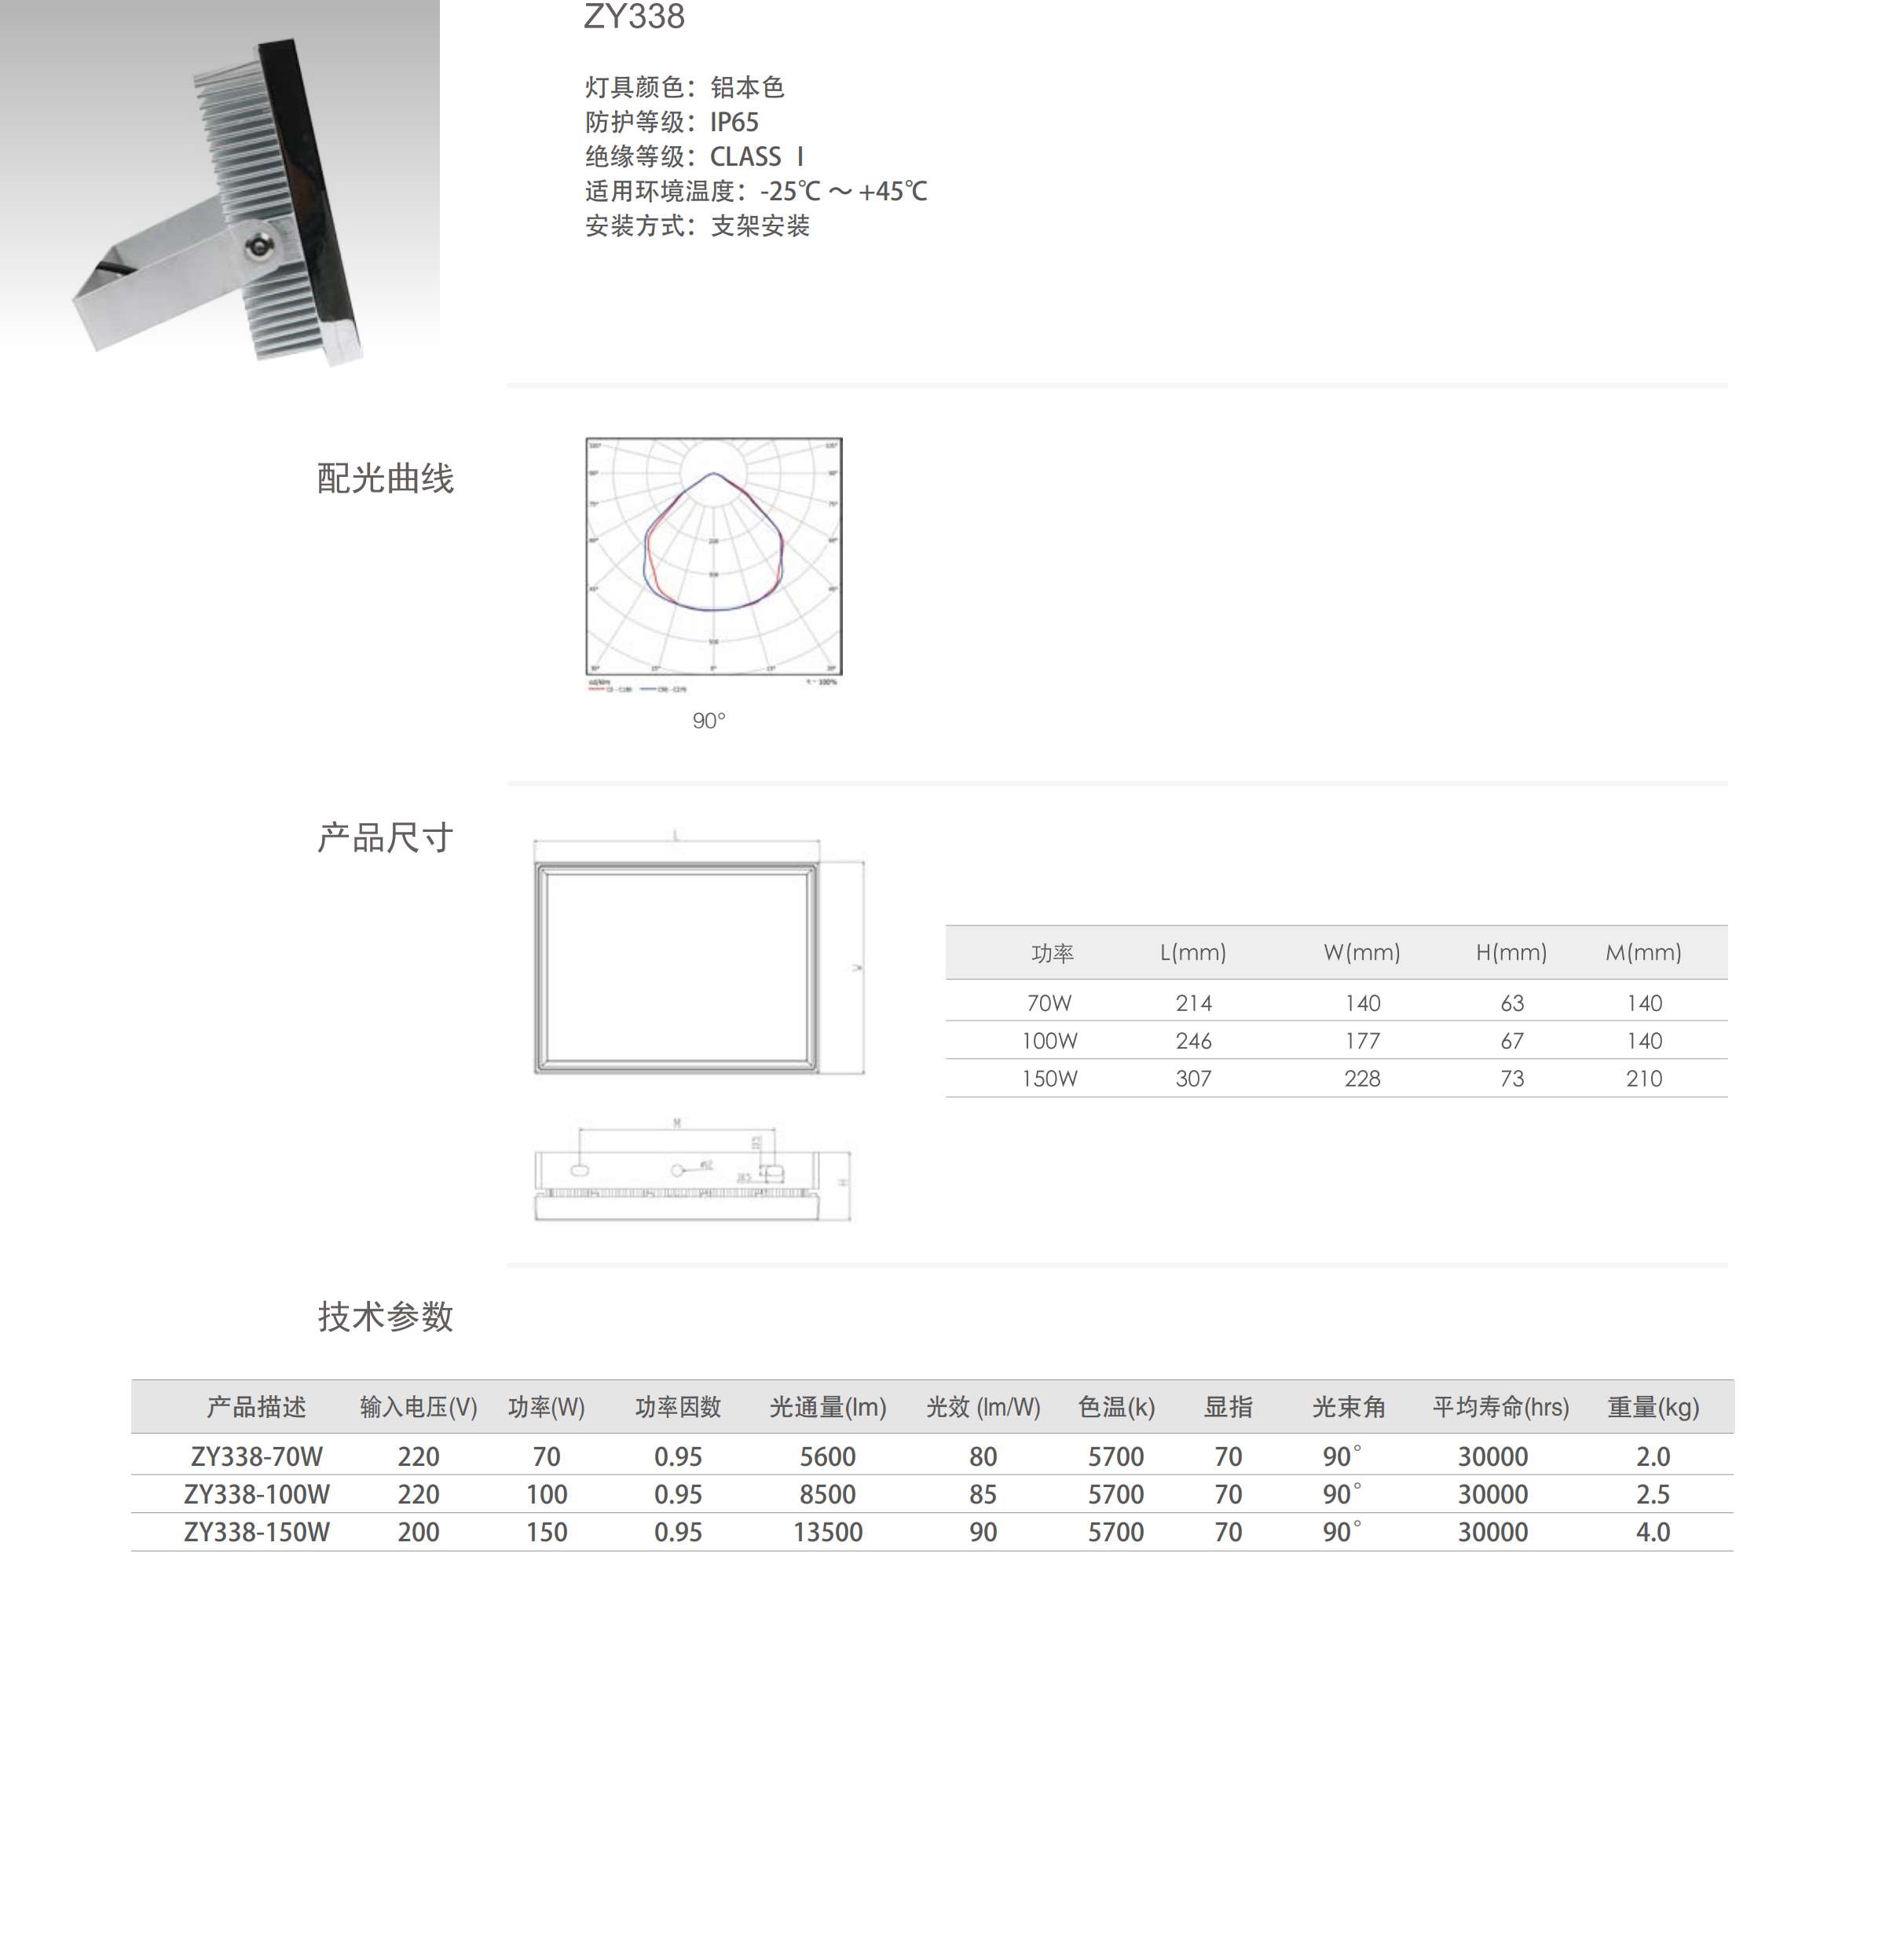 ZY338
灯具颜色：铝本色
防护等级：IP65
绝缘等级：CLASS I
适用环境温度：-25℃ ～ +45℃
安装方式：支架安装
配光曲线
90°
产品尺寸
L
W
功率 L(mm) W(mm) H(mm) M(mm)
70W 214 140 63 140
100W 246 177 67 140
150W 307 228 73 210
M
H
技术参数
产品描述 输入电压(V) 功率(W) 功率因数 光通量(lm) 光效 (lm/W) 色温(k) 显指 光束角 平均寿命(hrs) 重量(kg)
ZY338-70W 220 70 0.95 5600 80 5700 70 90° 30000 2.0
ZY338-100W 220 100 0.95 8500 85 5700 70 90° 30000 2.5
ZY338-150W 200 150 0.95 13500 90 5700 70 90° 30000 4.0